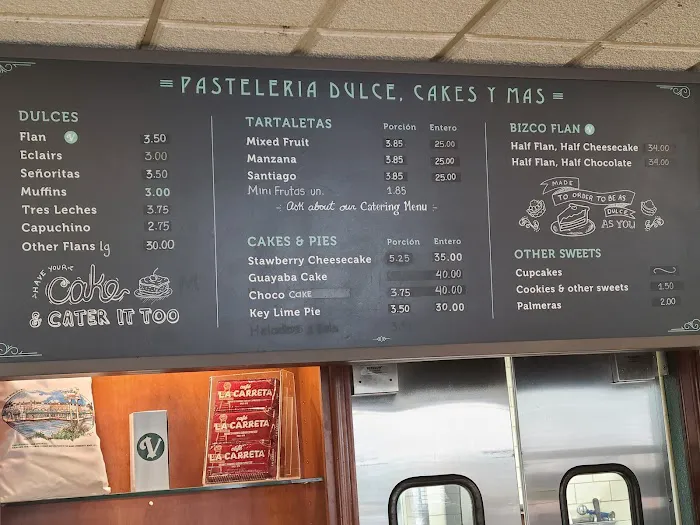 PASTELERIA DULCE, CAKES Y MAS
DULCES
Flan V 3.50
Eclairs 3.00
Señoritas 3.50
Muffins 3.00
Tres Leches 3.75
Capuchino 2.75
Other Flans lg 30.00
HAVE YOUR
Cake
& CATER IT TOO
TARTALETAS Porción Entero
Mixed Fruit 3.85 25.00
Manzana 3.85 25.00
Santiago 3.85 25.00
Mini Frutas un. 1.85
- Ask about our Catering Menu -
CAKES & PIES Porción Entero
Stawberry Cheesecake 5.25 35.00
Guayaba Cake 40.00
Choco CAKE 3.75 40.00
Key Lime Pie 3.50 30.00
BIZCO FLAN V
Half Flan, Half Cheesecake 34.00
Half Flan, Half Chocolate 34.00
MADE
TO ORDER TO BE AS
DULCE
AS YOU
OTHER SWEETS
Cupcakes
Cookies & other sweets 1.50
Palmeras 2.00
V
café
LA CARRETA
café
LA CARRETA
café
LA CARRETA